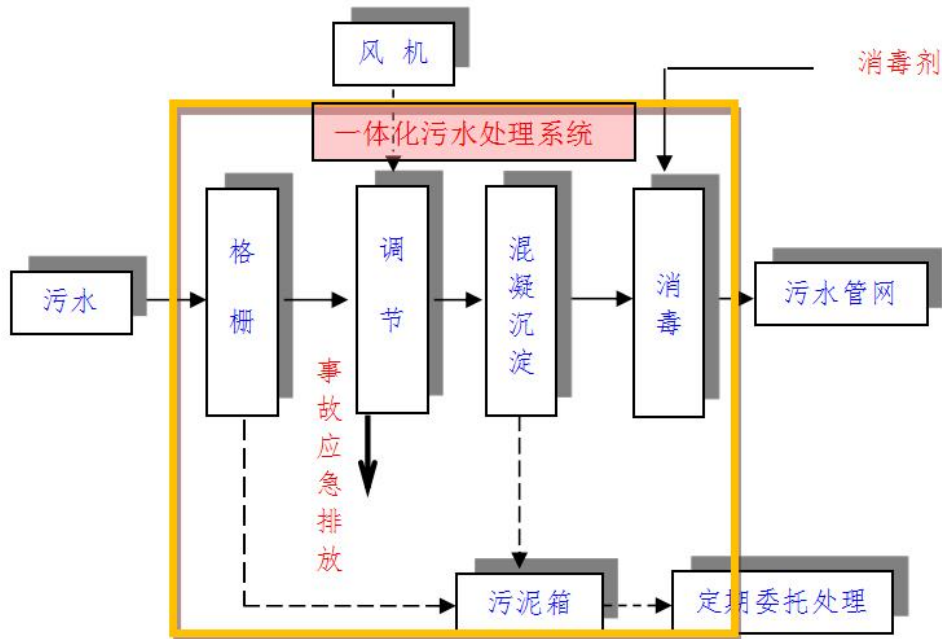 风 机
消毒剂
一体化污水处理系统
污水
格栅
调节
混凝沉淀
消毒
污水管网
事故应急排放
污泥箱
定期委托处理